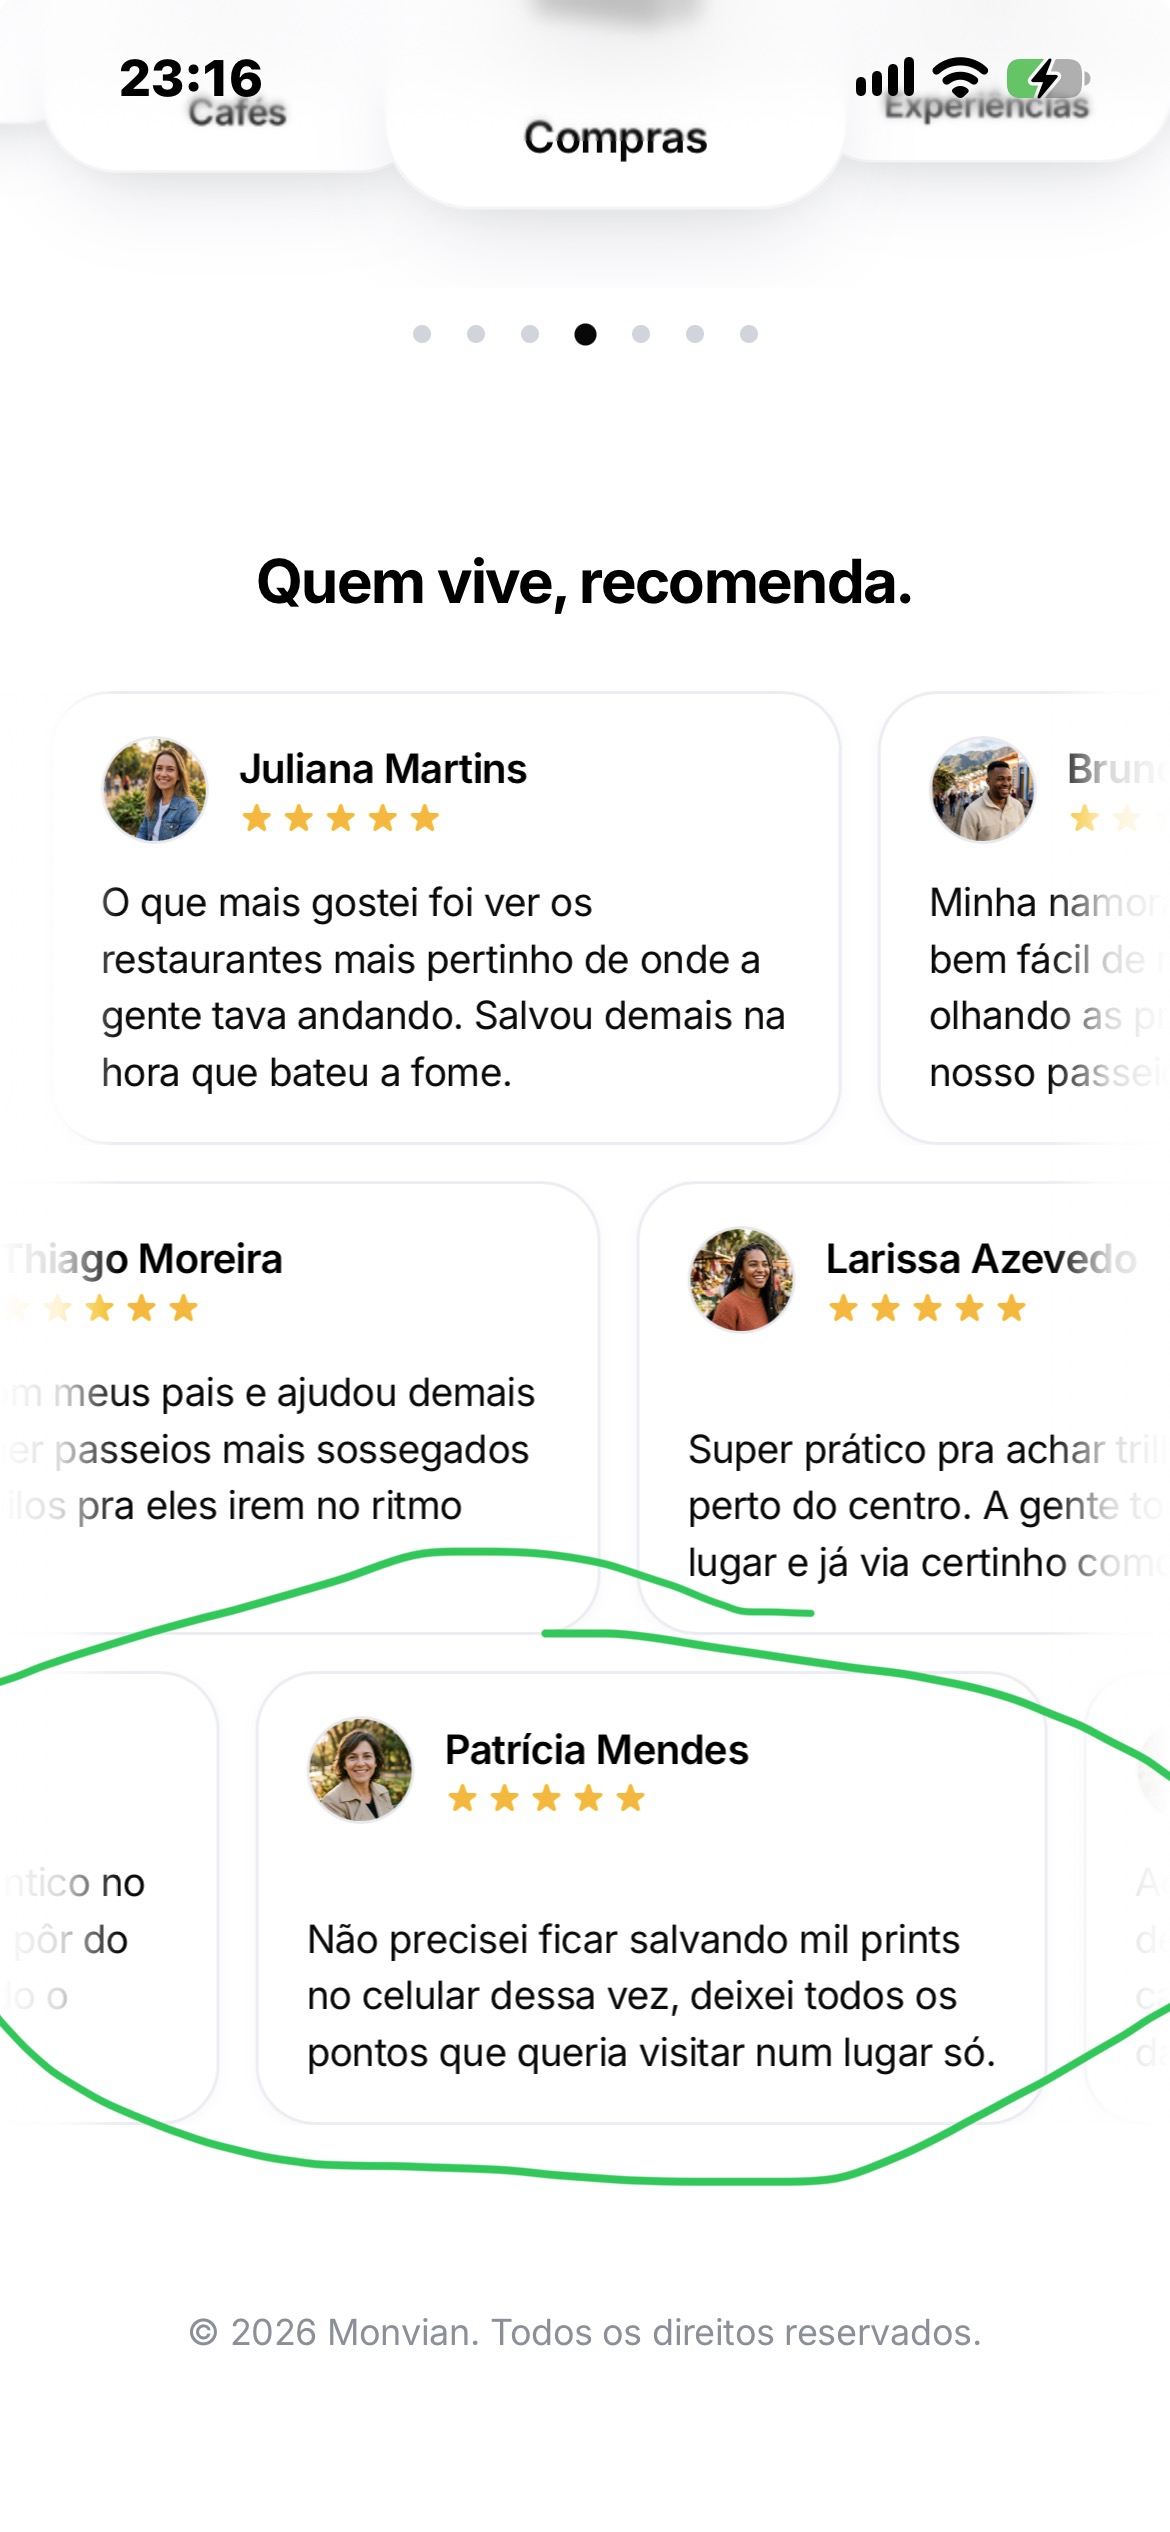 23:16
Cafés
Compras
Experiências
Quem vive, recomenda.
Juliana Martins
O que mais gostei foi ver os
restaurantes mais pertinho de onde a
gente tava andando. Salvou demais na
hora que bateu a fome.
Minha
bem fácil de
olhando as
nosso
Thiago Moreira
meus pais e ajudou demais
passeios mais sossegados
pra eles irem no ritmo
Larissa Azevedo
Super prático pra achar
perto do centro. A gente
lugar e já via certinho
no
pôr do
o
Patrícia Mendes
Não precisei ficar salvando mil prints
no celular dessa vez, deixei todos os
pontos que queria visitar num lugar só.
© 2026 Monvian. Todos os direitos reservados.